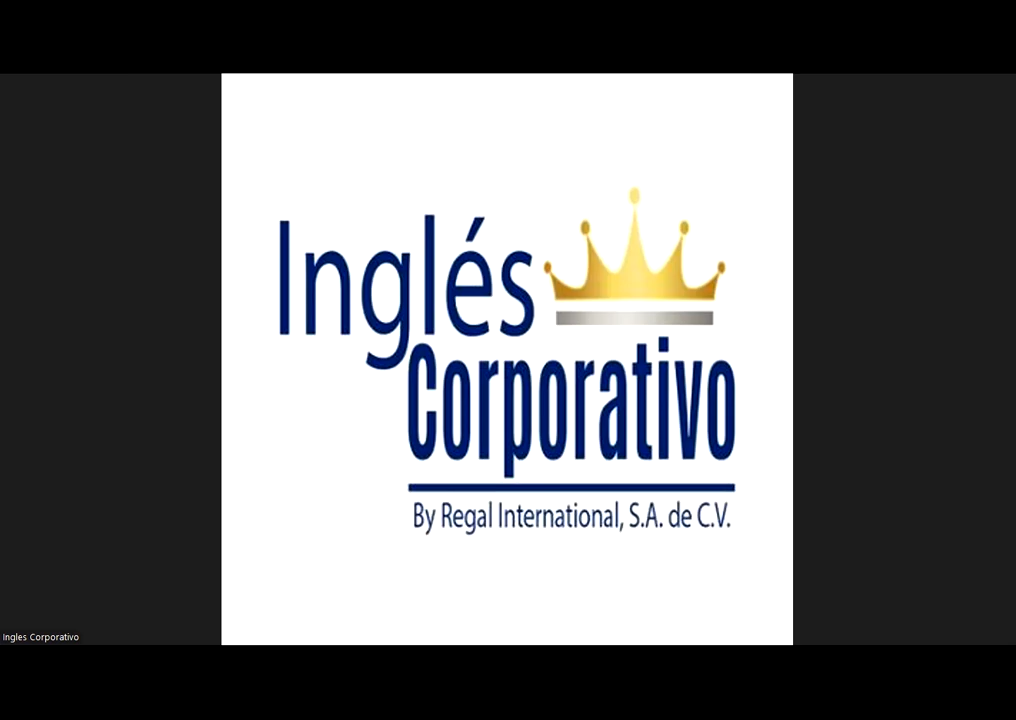 Inglés
Corporativo
By Regal International, S.A. de C.V.
Ingles Corporativo